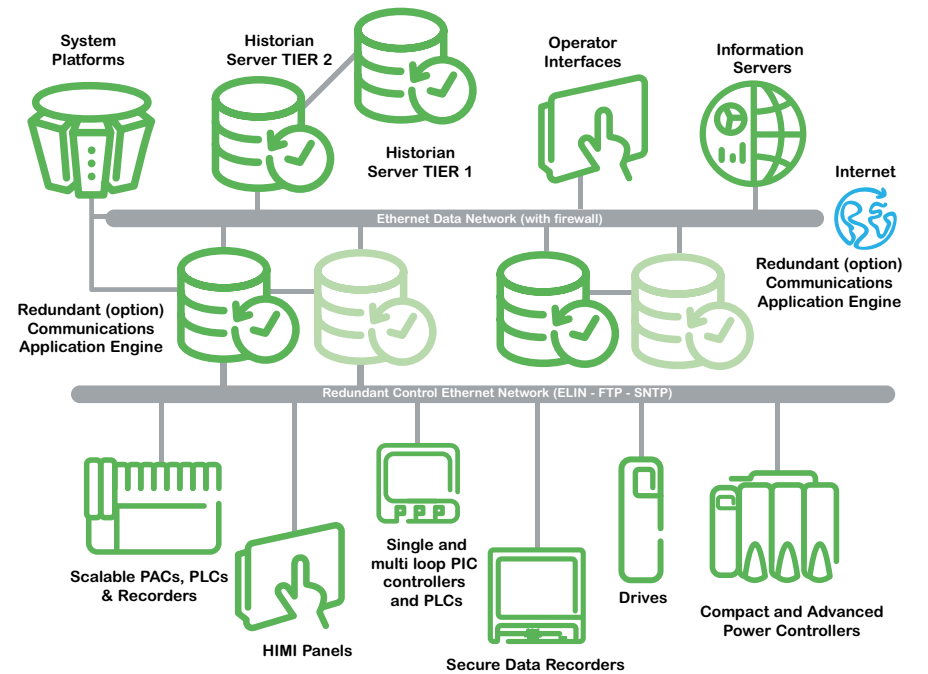 System
Platforms
Historian
Server TIER 2
Historian
Server TIER 1
Operator
Interfaces
Information
Servers
Internet
Ethernet Data Network (with firewall)
Redundant (option)
Communications
Application Engine
Redundant (option)
Communications
Application Engine
Redundant Control Ethernet Network (ELIN - FTP - SNTP)
Scalable PACs, PLCs
& Recorders
HIMI Panels
Single and
multi loop PIC
controllers
and PLCs
Secure Data Recorders
Drives
Compact and Advanced
Power Controllers